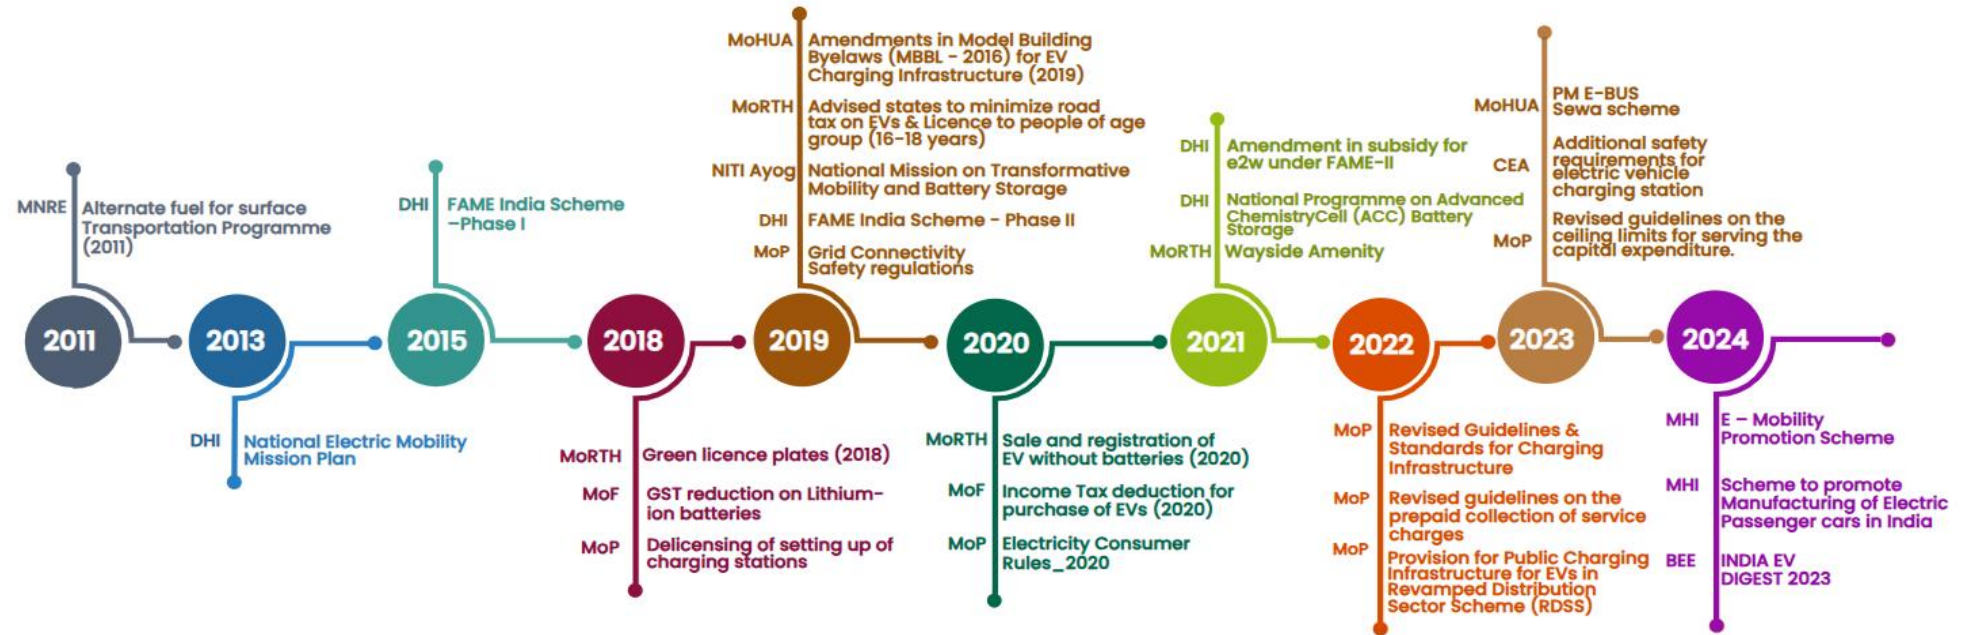 MNRE Alternate fuel for surface
Transportation Programme
(2011)
2011
2013
DHI National Electric Mobility
Mission Plan
DHI FAME India Scheme
–Phase I
2015
2018
MoRTH Green licence plates (2018)
MoF GST reduction on Lithium-
ion batteries
MoP Delicensing of setting up of
charging stations
MoHUA Amendments in Model Building
Byelaws (MBBL - 2016) for EV
Charging Infrastructure (2019)
MoRTH Advised states to minimize road
tax on EVs & Licence to people of age
group (16-18 years)
NITI Ayog National Mission on Transformative
Mobility and Battery Storage
DHI FAME India Scheme - Phase II
MoP Grid Connectivity
Safety regulations
2019
2020
MoRTH Sale and registration of
EV without batteries (2020)
MoF Income Tax deduction for
purchase of EVs (2020)
MoP Electricity Consumer
Rules_2020
DHI Amendment in subsidy for
e2w under FAME-II
DHI National Programme on Advanced
ChemistryCell (ACC) Battery
Storage
MoRTH Wayside Amenity
2021
2022
MoP Revised Guidelines &
Standards for Charging
Infrastructure
MoP Revised guidelines on the
prepaid collection of service
charges
MoP Provision for Public Charging
Infrastructure for EVs in
Revamped Distribution
Sector Scheme (RDSS)
MoHUA PM E-BUS
Sewa scheme
CEA Additional safety
requirements for
electric vehicle
charging station
MoP Revised guidelines on the
ceiling limits for serving the
capital expenditure.
2023
2024
MHI E – Mobility
Promotion Scheme
MHI Scheme to promote
Manufacturing of Electric
Passenger cars in India
BEE INDIA EV
DIGEST 2023